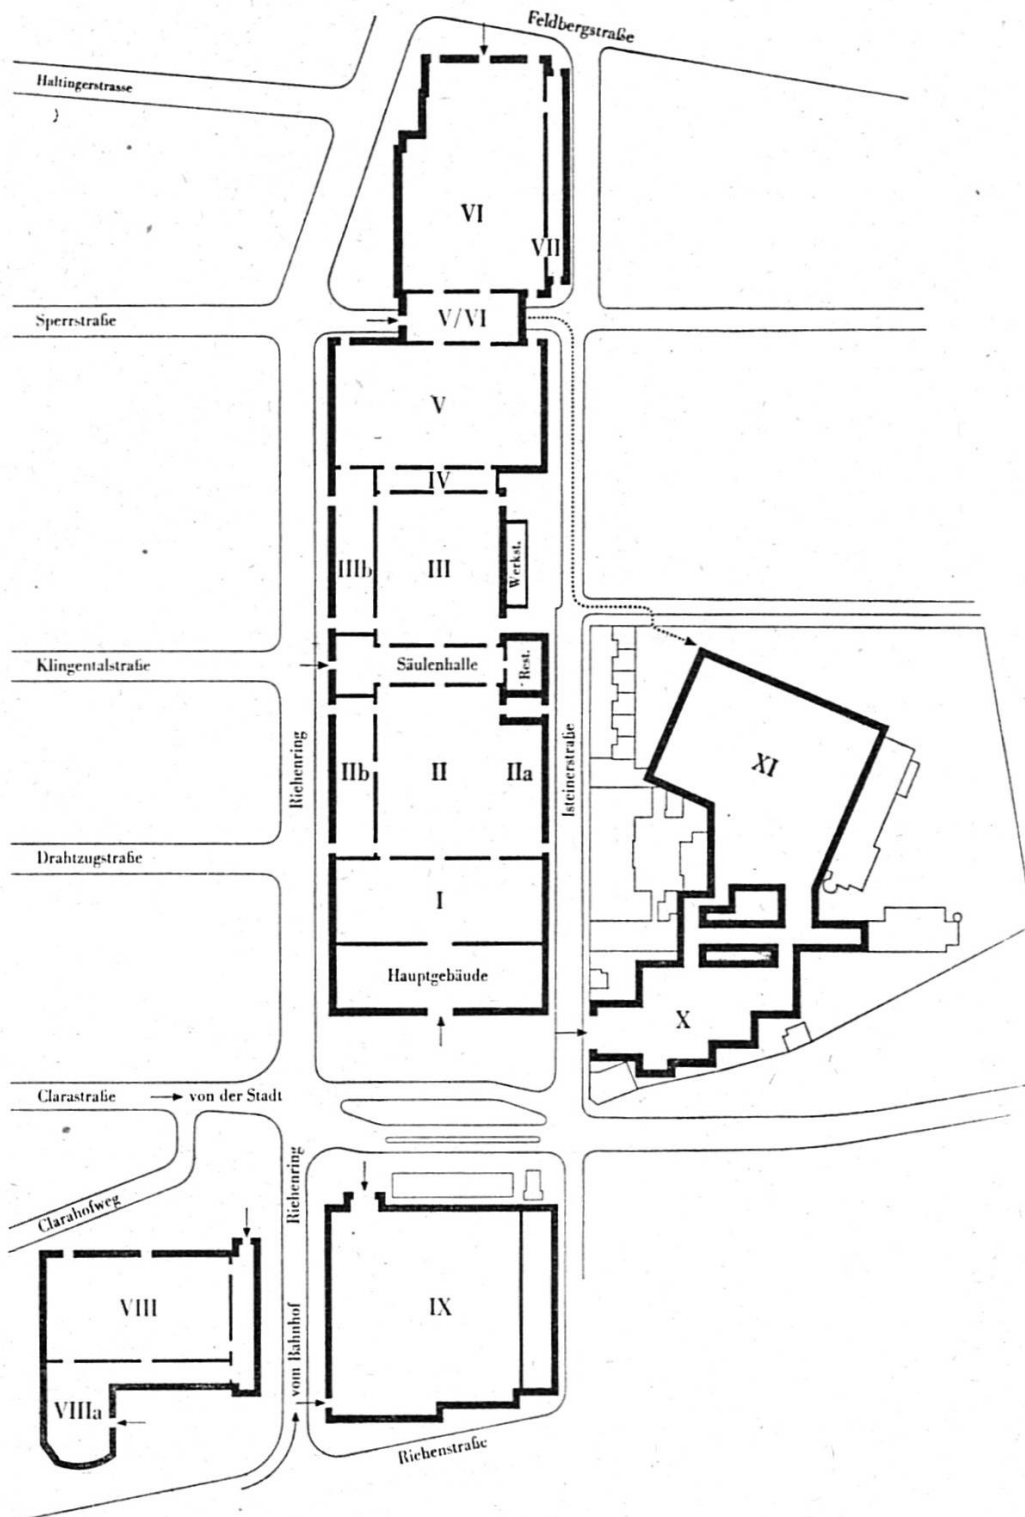 Feldbergstraße
Haltingerstrasse
VI
VII
Sperrstraße
V/VI
V
IV
IIIb
III
Werkst.
Klingentalstraße
Säulenhalle
Rest.
Riehenring
IIb
II
IIa
Isteinerstraße
XI
Drahtzugstraße
I
Hauptgebäude
X
Clarastraße
von der Stadt
Riehenring
Clarahofweg
VIII
vom Bahnhof
IX
VIIIa
Riehenstraße